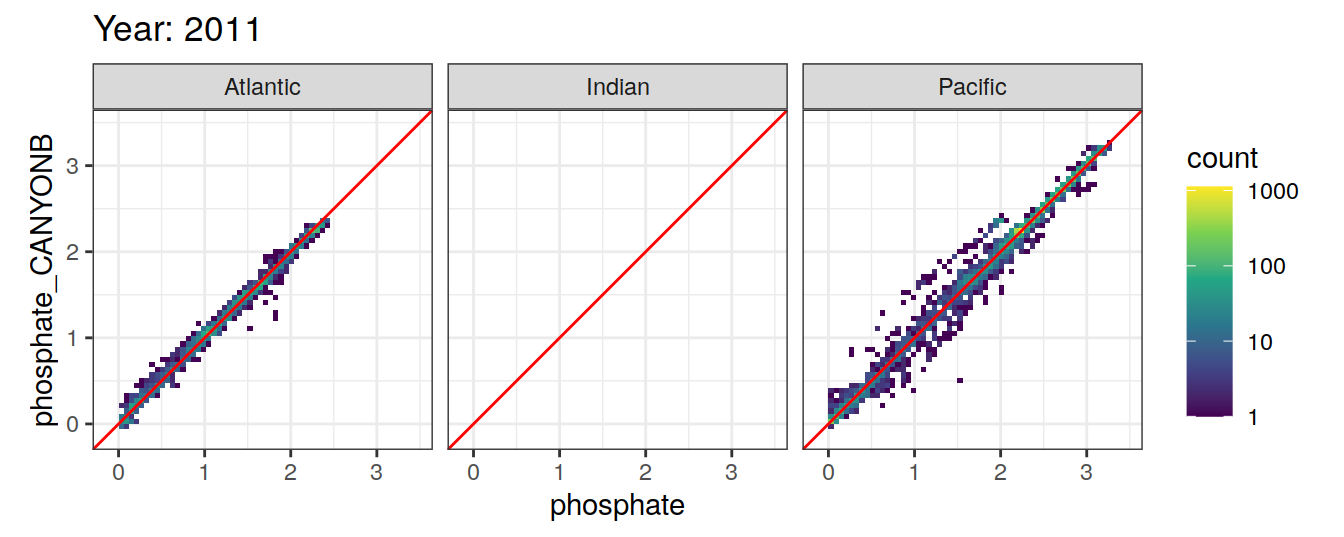 Year: 2011
Atlantic
Indian
Pacific
phosphate_CANYONB
3
2
1
0
0 1 2 3
0 1 2 3
0 1 2 3
phosphate
count
1000
100
10
1